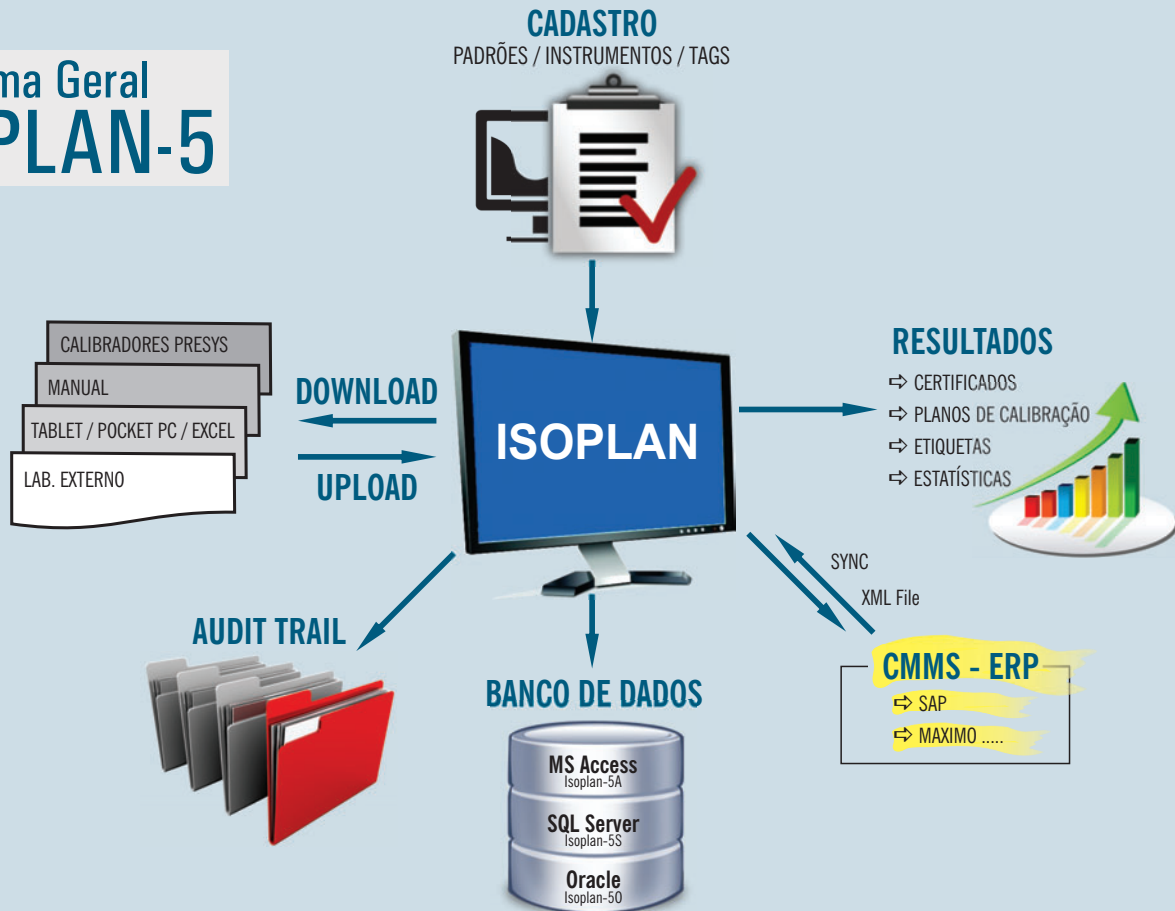 CADASTRO
PADRÕES / INSTRUMENTOS / TAGS
ma Geral
PLAN-5
CALIBRADORES PRESYS
MANUAL
TABLET / POCKET PC / EXCEL
LAB. EXTERNO
DOWNLOAD
UPLOAD
ISOPLAN
RESULTADOS
⇨ CERTIFICADOS
⇨ PLANOS DE CALIBRAÇÃO
⇨ ETIQUETAS
⇨ ESTATÍSTICAS
SYNC
XML File
CMMS - ERP
⇨ SAP
⇨ MAXIMO .....
AUDIT TRAIL
BANCO DE DADOS
MS Access
Isoplan-5A
SQL Server
Isoplan-5S
Oracle
Isoplan-5O